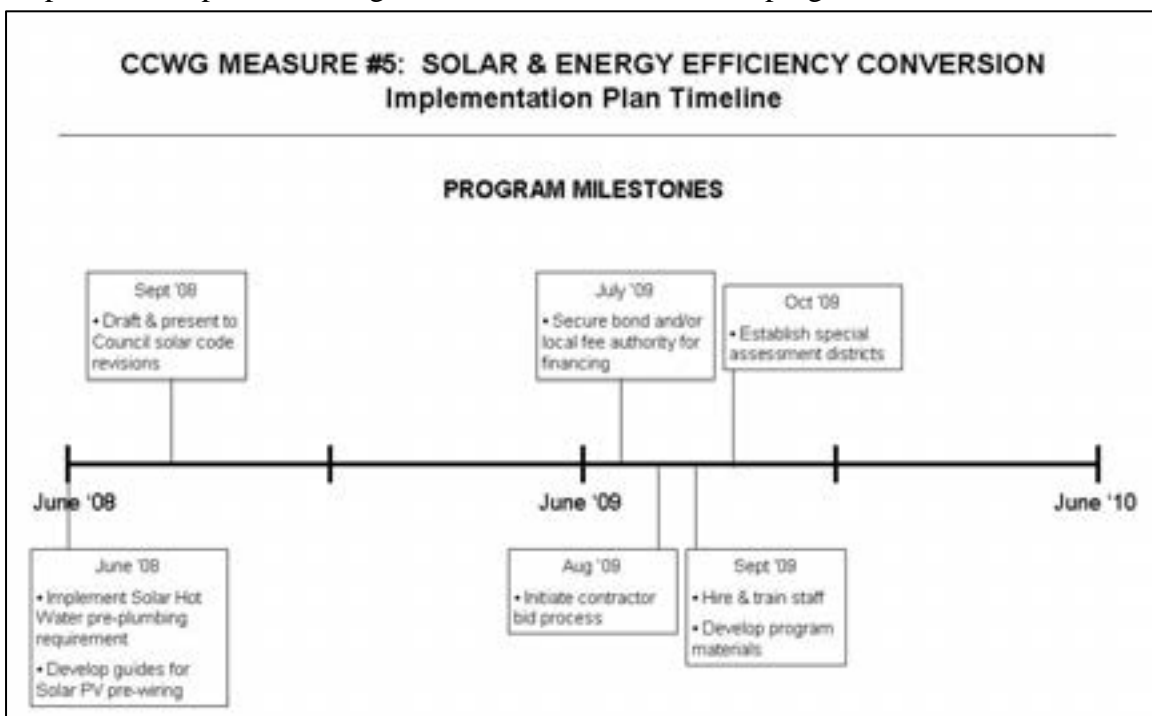 CCWG MEASURE #5: SOLAR & ENERGY EFFICIENCY CONVERSION
Implementation Plan Timeline
PROGRAM MILESTONES
Sept '08
• Draft & present to
Council solar code
revisions
July '09
• Secure bond and/or
local fee authority for
financing
Oct '09
• Establish special
assessment districts
June '08
June '09
June '10
June '08
• Implement Solar Hot
Water pre-plumbing
requirement
• Develop guides for
Solar PV pre-wiring
Aug '09
• Initiate contractor
bid process
Sept '09
• Hire & train staff
• Develop program
materials